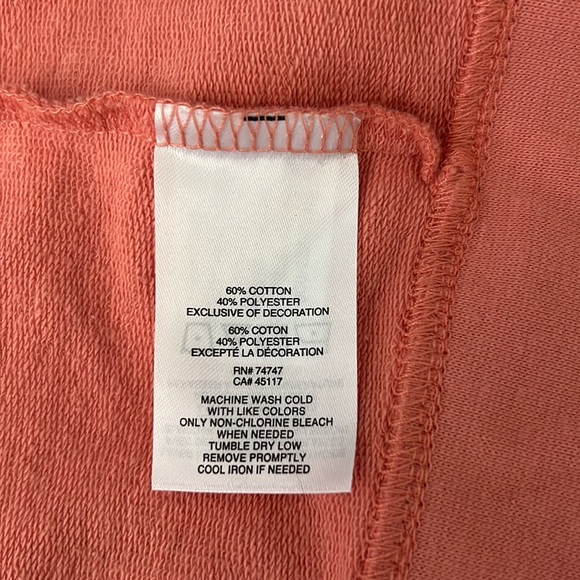 60% COTTON
40% POLYESTER
EXCLUSIVE OF DECORATION
60% COTON
40% POLYESTER
EXCEPTÉ LA DÉCORATION
RN# 74747
CA# 45117
MACHINE WASH COLD
WITH LIKE COLORS
ONLY NON-CHLORINE BLEACH
WHEN NEEDED
TUMBLE DRY LOW
REMOVE PROMPTLY
COOL IRON IF NEEDED